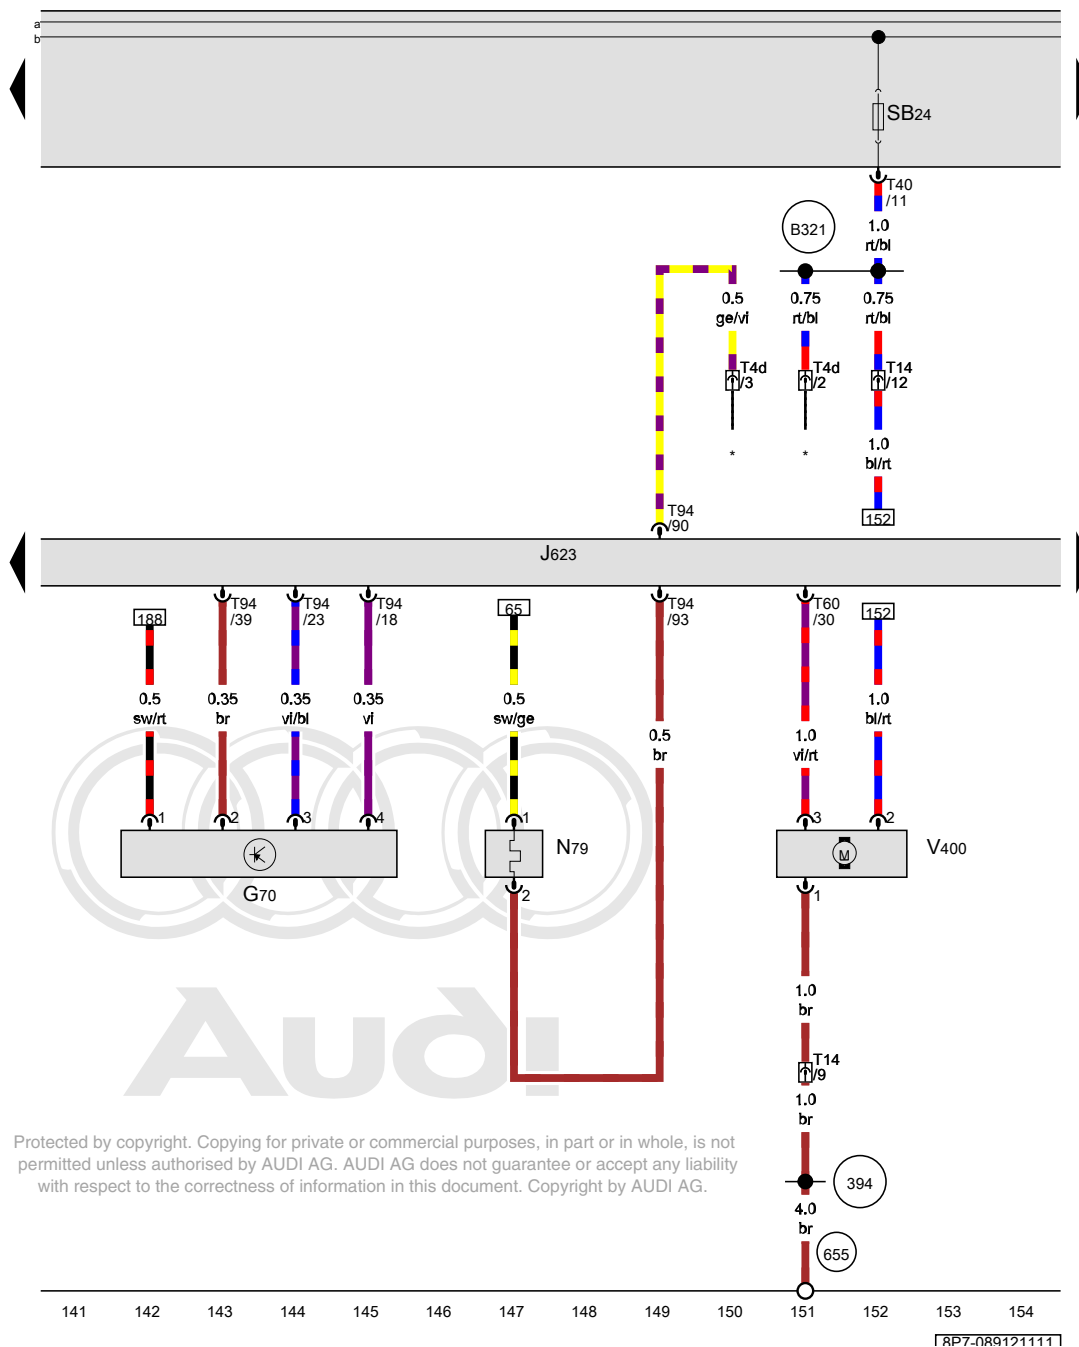 a
b
SB24
T40
/11
B321
1.0
rt/bl
0.5
ge/vi
0.75
rt/bl
0.75
rt/bl
T4d
/3
T4d
/2
T14
/12
*
*
1.0
bl/rt
T94
/90
152
J623
188
T94
/39
T94
/23
T94
/18
65
T94
/93
T60
/30
152
0.5
sw/rt
0.35
br
0.35
vi/bl
0.35
vi
0.5
sw/ge
0.5
br
1.0
vi/rt
1.0
bl/rt
1
2
3
4
1
3
2
N79
M
V400
G70
2
1
1.0
br
Audi
T14
/9
1.0
br
Protected by copyright. Copying for private or commercial purposes, in part or in whole, is not
permitted unless authorised by AUDI AG. AUDI AG does not guarantee or accept any liability
with respect to the correctness of information in this document. Copyright by AUDI AG.
394
4.0
br
655
141 142 143 144 145 146 147 148 149 150 151 152 153 154
8P7-089121111